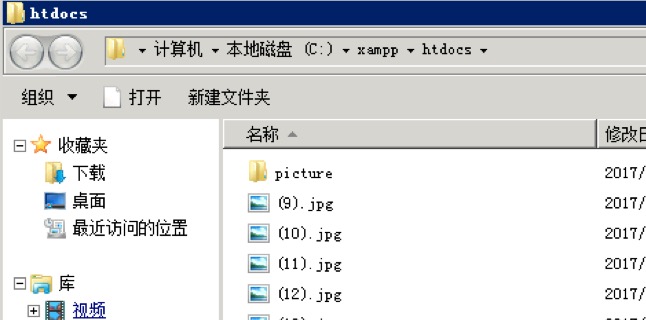 htdocs
计算机 本地磁盘 (C:) xampp htdocs
组织 打开 新建文件夹
名称 修改日
收藏夹
下载
桌面
最近访问的位置
库
视频
picture 2017/
(9).jpg 2017/
(10).jpg 2017/
(11).jpg 2017/
(12).jpg 2017/